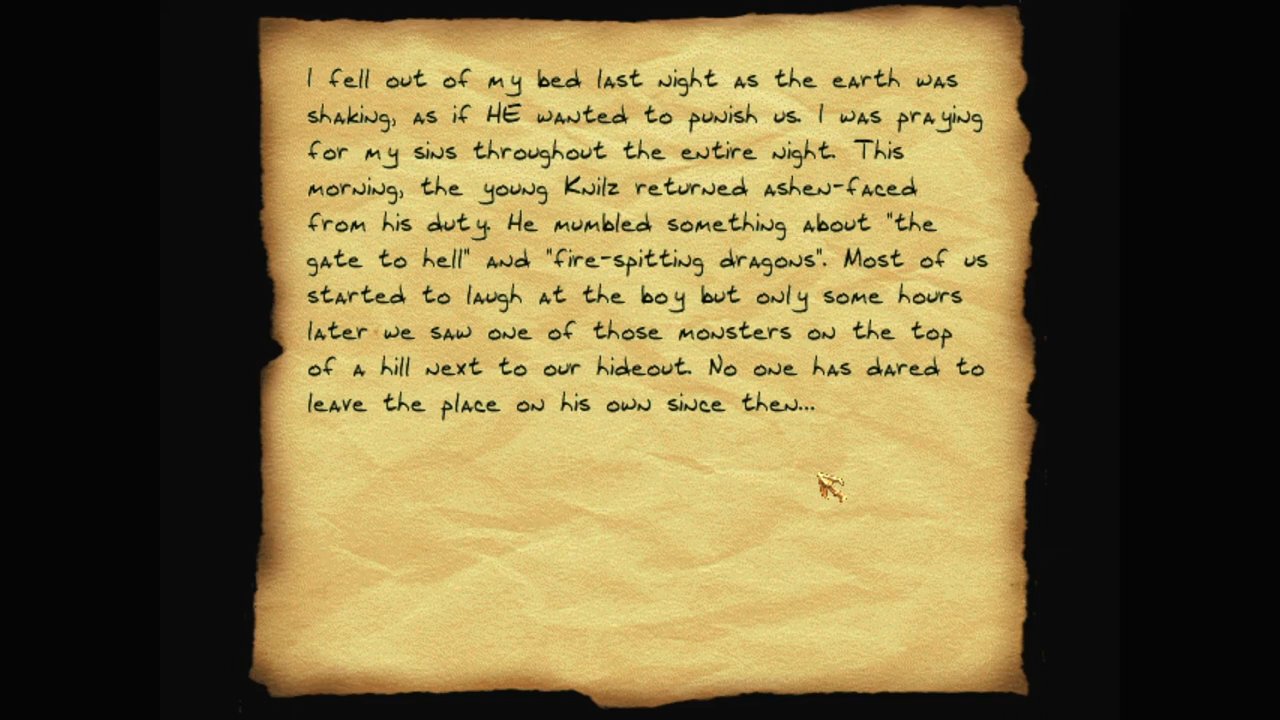 I fell out of my bed last night as the earth was
shaking, as if HE wanted to punish us. I was praying
for my sins throughout the entire night. This
morning, the young Knilz returned ashen-faced
from his duty. He mumbled something about "the
gate to hell" and "fire-spitting dragons". Most of us
started to laugh at the boy but only some hours
later we saw one of those monsters on the top
of a hill next to our hideout. No one has dared to
leave the place on his own since then...